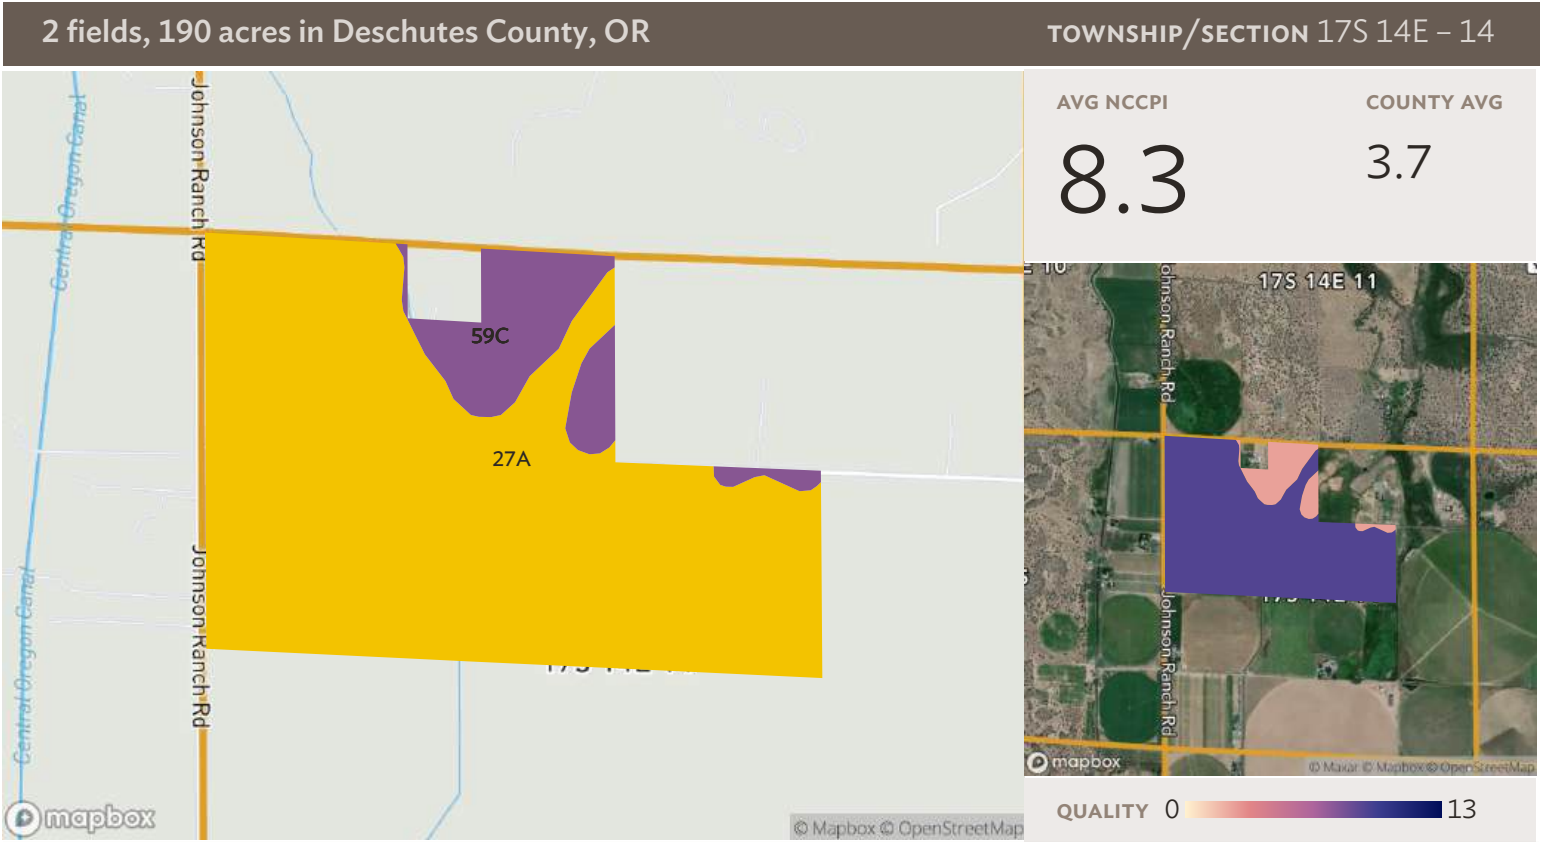 2 fields, 190 acres in Deschutes County, OR
TOWNSHIP/SECTION 17S 14E – 14
Central Oregon Canal
Johnson Ranch Rd
59C
27A
Johnson Ranch Rd
Central Oregon Canal
mapbox
© Mapbox © OpenStreetMap
AVG NCCPI
COUNTY AVG
8.3
3.7
17S 14E 11
Johnson Ranch Rd
Johnson Ranch Rd
mapbox
© Maxar © Mapbox © OpenStreetMap
QUALITY 0 13